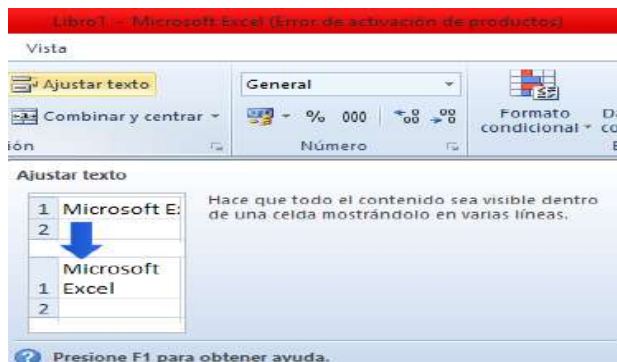 Libro1 - Microsoft Excel (Error de activación de productos)
Vista
Ajustar texto
General
Combinar y centrar
% 000
Formato
condicional
ión
Número
Ajustar texto
1 Microsoft E
2
Hace que todo el contenido sea visible dentro
de una celda mostrándolo en varias líneas.
Microsoft
1 Excel
2
Presione F1 para obtener ayuda.